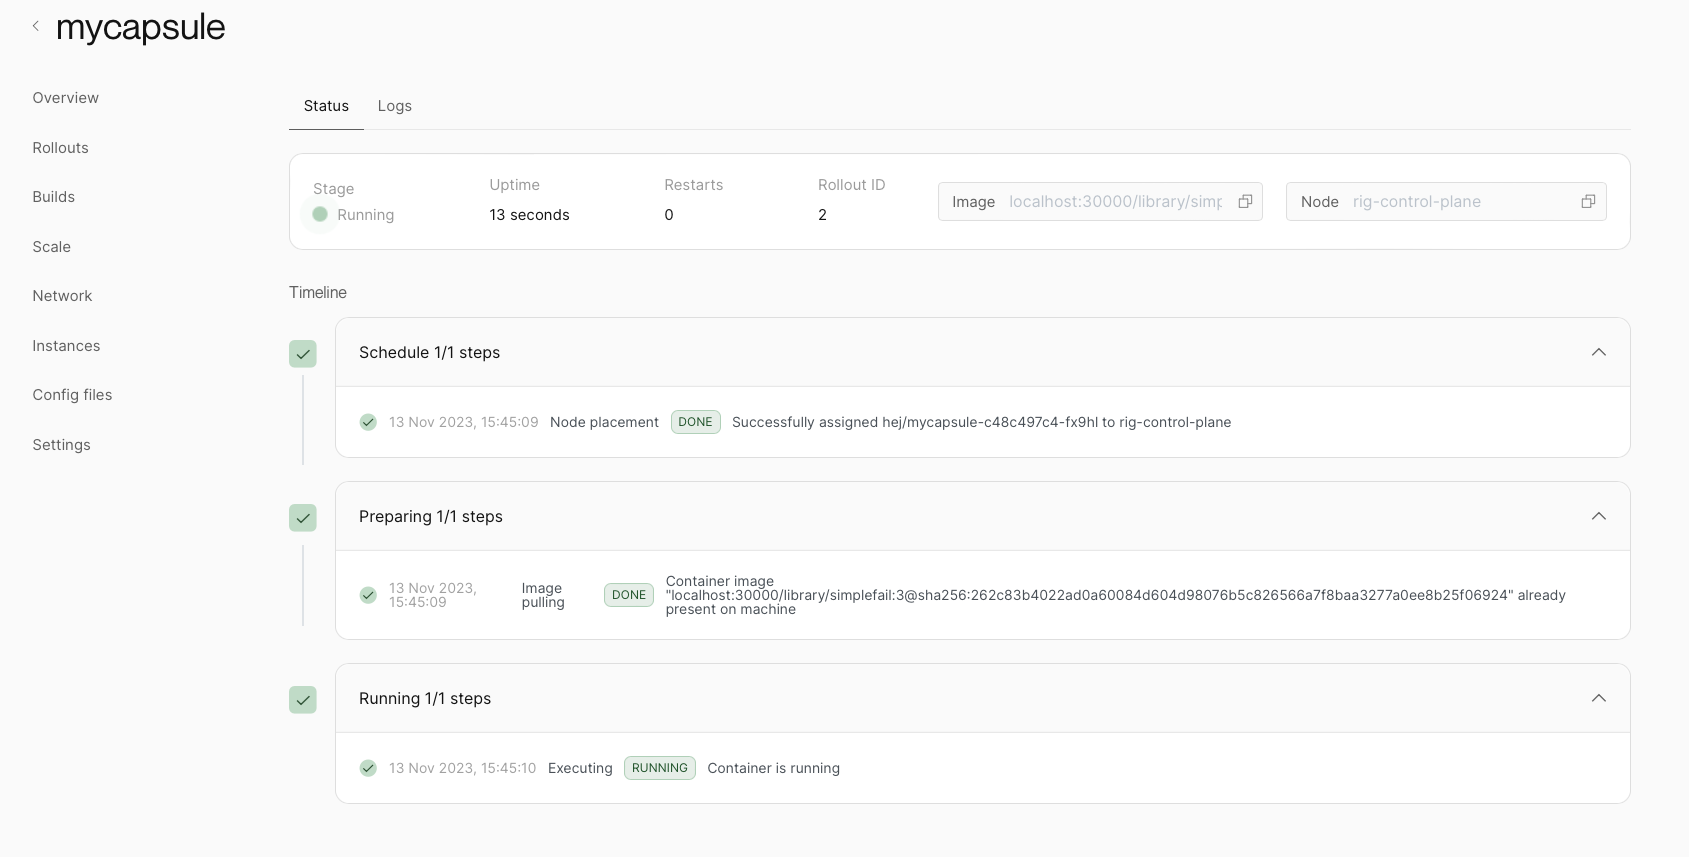 mycapsule
Overview
Rollouts
Builds
Scale
Network
Instances
Config files
Settings
Status Logs
Stage
Running
Uptime
13 seconds
Restarts
0
Rollout ID
2
Image localhost:30000/library/simp
Node rig-control-plane
Timeline
Schedule 1/1 steps
13 Nov 2023, 15:45:09 Node placement DONE Successfully assigned hej/mycapsule-c48c497c4-fx9hl to rig-control-plane
Preparing 1/1 steps
13 Nov 2023,
15:45:09
Image
pulling
DONE
Container image
"localhost:30000/library/simplefail:3@sha256:262c83b4022ad0a60084d604d98076b5c826566a7f8baa3277a0ee8b25f06924" already
present on machine
Running 1/1 steps
13 Nov 2023, 15:45:10 Executing RUNNING Container is running